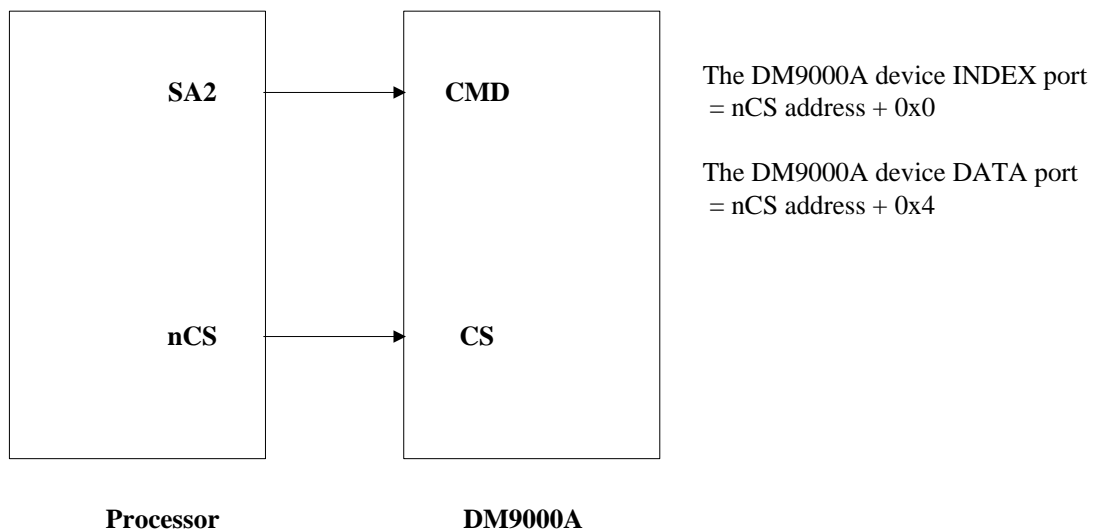 SA2
CMD
The DM9000A device INDEX port
= nCS address + 0x0
The DM9000A device DATA port
= nCS address + 0x4
nCS
CS
Processor
DM9000A